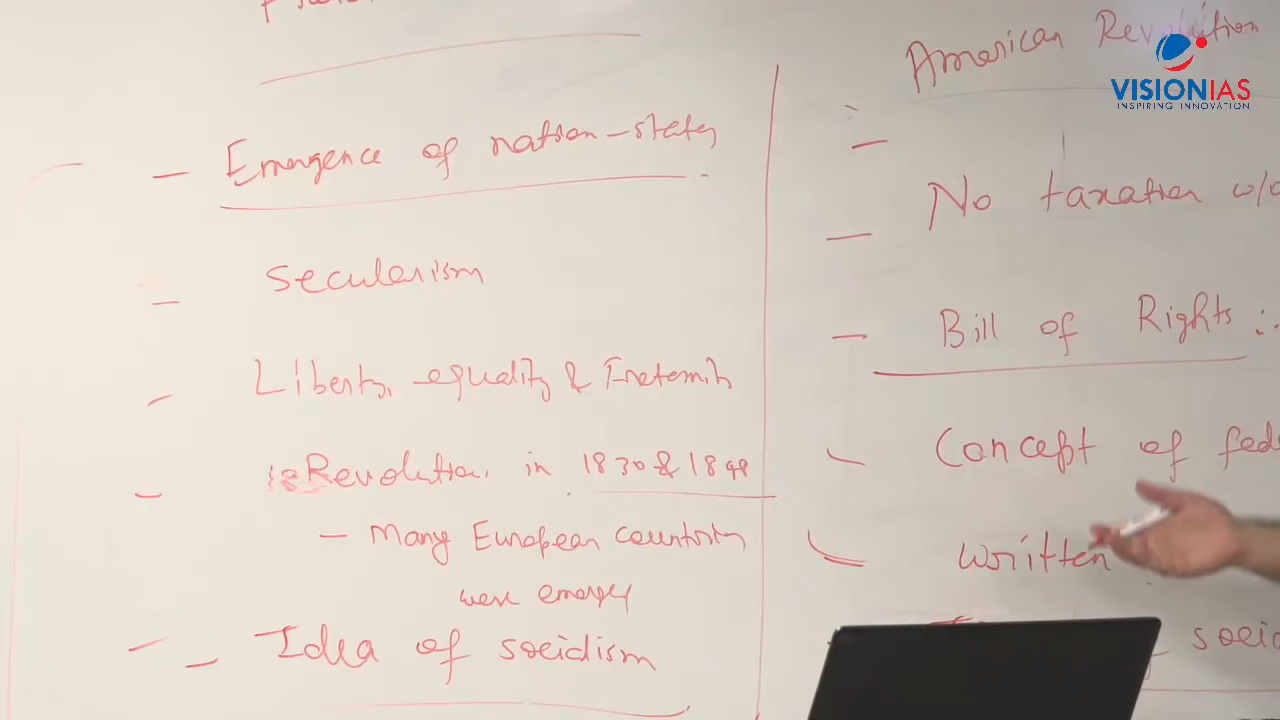 - Emergence of nation-states
- Secularism
- Liberty, equality & Fraternity
- Revolution in 1830 & 1848
- Many European countries
were emerged
- Idea of socialism
American Revolution
-
- No taxation w/o
- Bill of Rights :-
- Concept of fed
- Written
VISIONIAS
INSPIRING INNOVATION